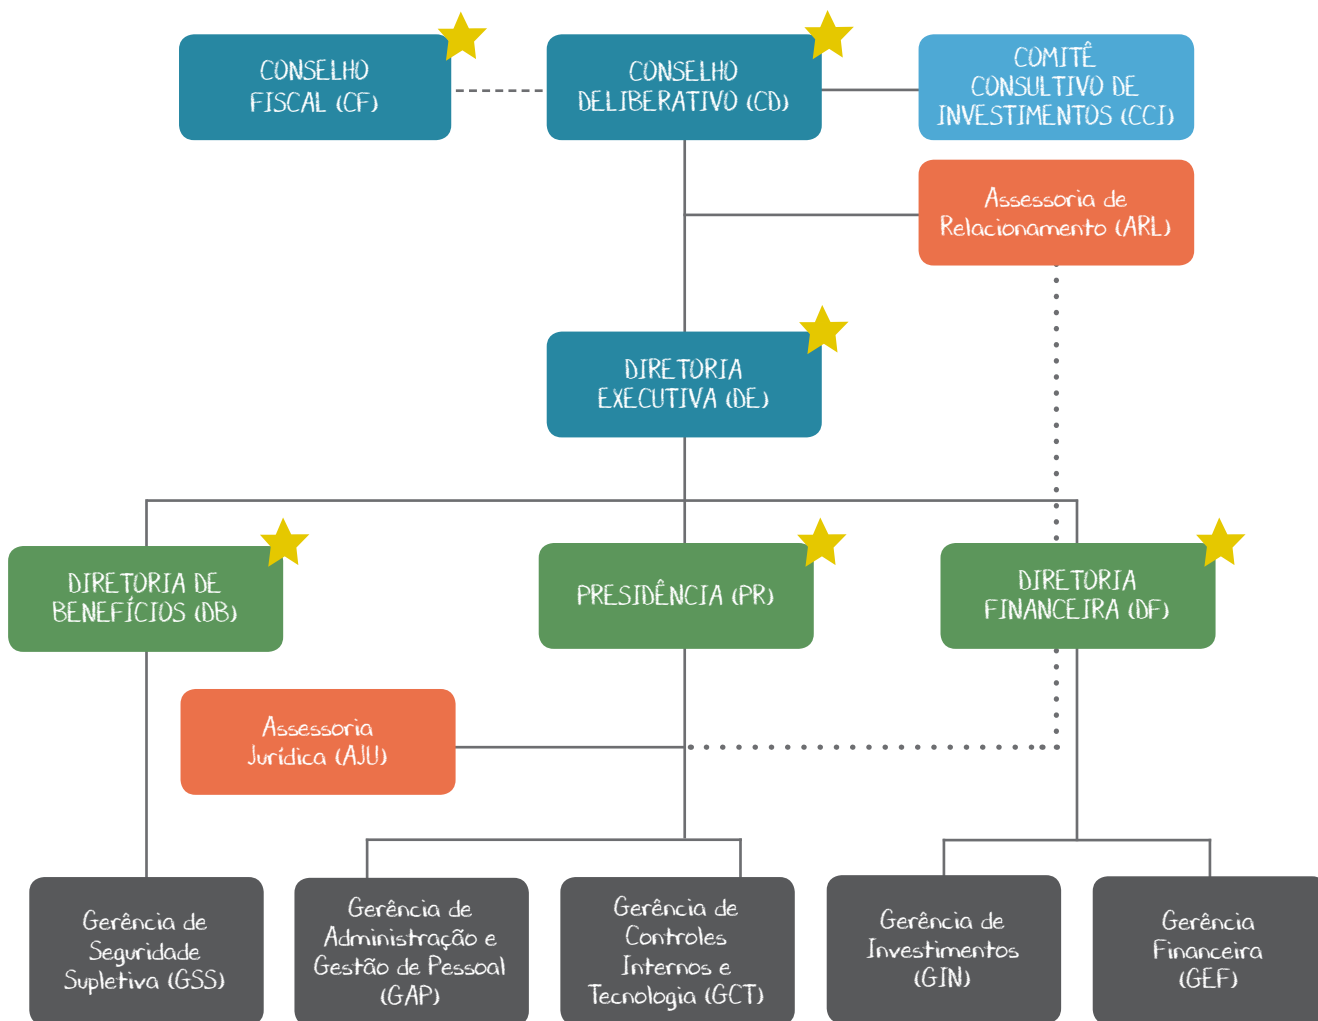 CONSELHO
FISCAL (CF)
CONSELHO
DELIBERATIVO (CD)
COMITÊ
CONSULTIVO DE
INVESTIMENTOS (CCI)
Assessoria de
Relacionamento (ARL)
DIRETORIA
EXECUTIVA (DE)
DIRETORIA DE
BENEFÍCIOS (DB)
PRESIDÊNCIA (PR)
DIRETORIA
FINANCEIRA (DF)
Assessoria
Jurídica (AJU)
Gerência de
Seguridade
Supletiva (GSS)
Gerência de
Administração e
Gestão de Pessoal
(GAP)
Gerência de
Controles
Internos e
Tecnologia (GCT)
Gerência de
Investimentos
(GIN)
Gerência
Financeira
(GEF)